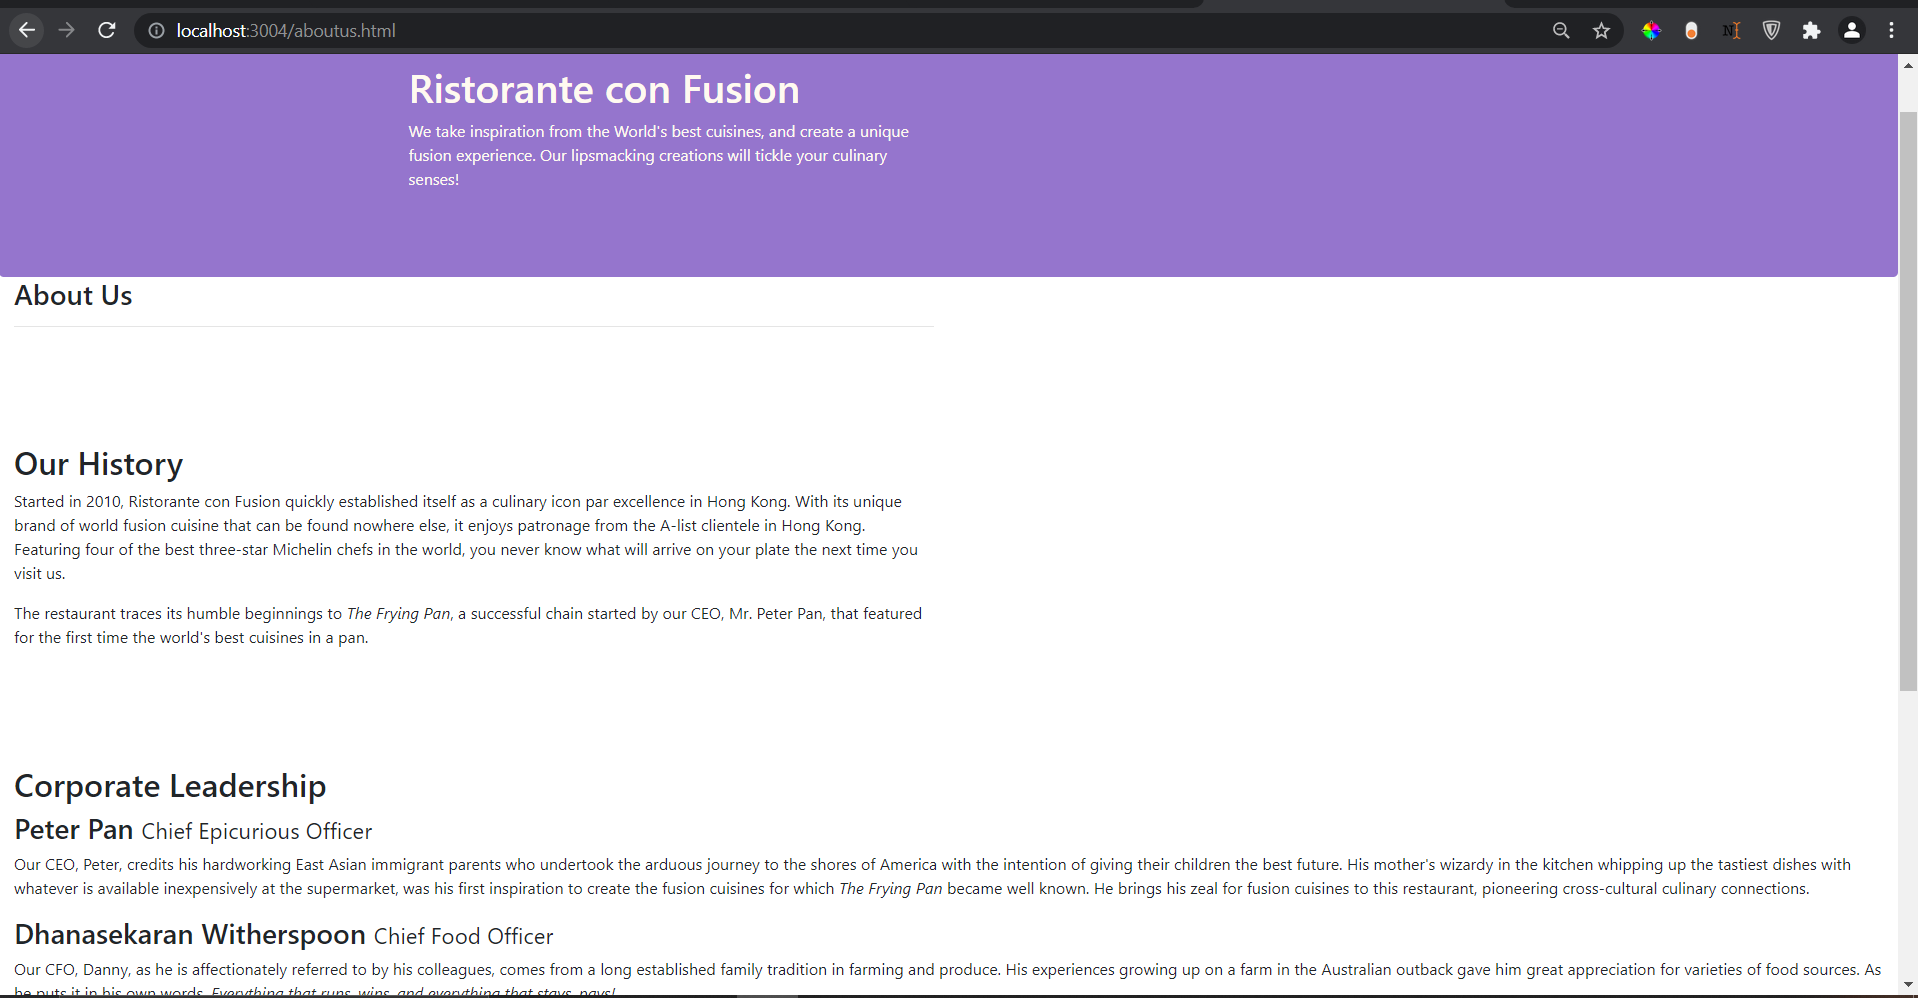 localhost:3004/aboutus.html
Ristorante con Fusion
We take inspiration from the World's best cuisines, and create a unique
fusion experience. Our lipsmacking creations will tickle your culinary
senses!
About Us
Our History
Started in 2010, Ristorante con Fusion quickly established itself as a culinary icon par excellence in Hong Kong. With its unique
brand of world fusion cuisine that can be found nowhere else, it enjoys patronage from the A-list clientele in Hong Kong.
Featuring four of the best three-star Michelin chefs in the world, you never know what will arrive on your plate the next time you
visit us.
The restaurant traces its humble beginnings to The Frying Pan, a successful chain started by our CEO, Mr. Peter Pan, that featured
for the first time the world's best cuisines in a pan.
Corporate Leadership
Peter Pan Chief Epicurious Officer
Our CEO, Peter, credits his hardworking East Asian immigrant parents who undertook the arduous journey to the shores of America with the intention of giving their children the best future. His mother's wizardy in the kitchen whipping up the tastiest dishes with
whatever is available inexpensively at the supermarket, was his first inspiration to create the fusion cuisines for which The Frying Pan became well known. He brings his zeal for fusion cuisines to this restaurant, pioneering cross-cultural culinary connections.
Dhanasekaran Witherspoon Chief Food Officer
Our CFO, Danny, as he is affectionately referred to by his colleagues, comes from a long established family tradition in farming and produce. His experiences growing up on a farm in the Australian outback gave him great appreciation for varieties of food sources. As
he puts it in his own words, Everything that runs, wins, and everything that stays, pays!